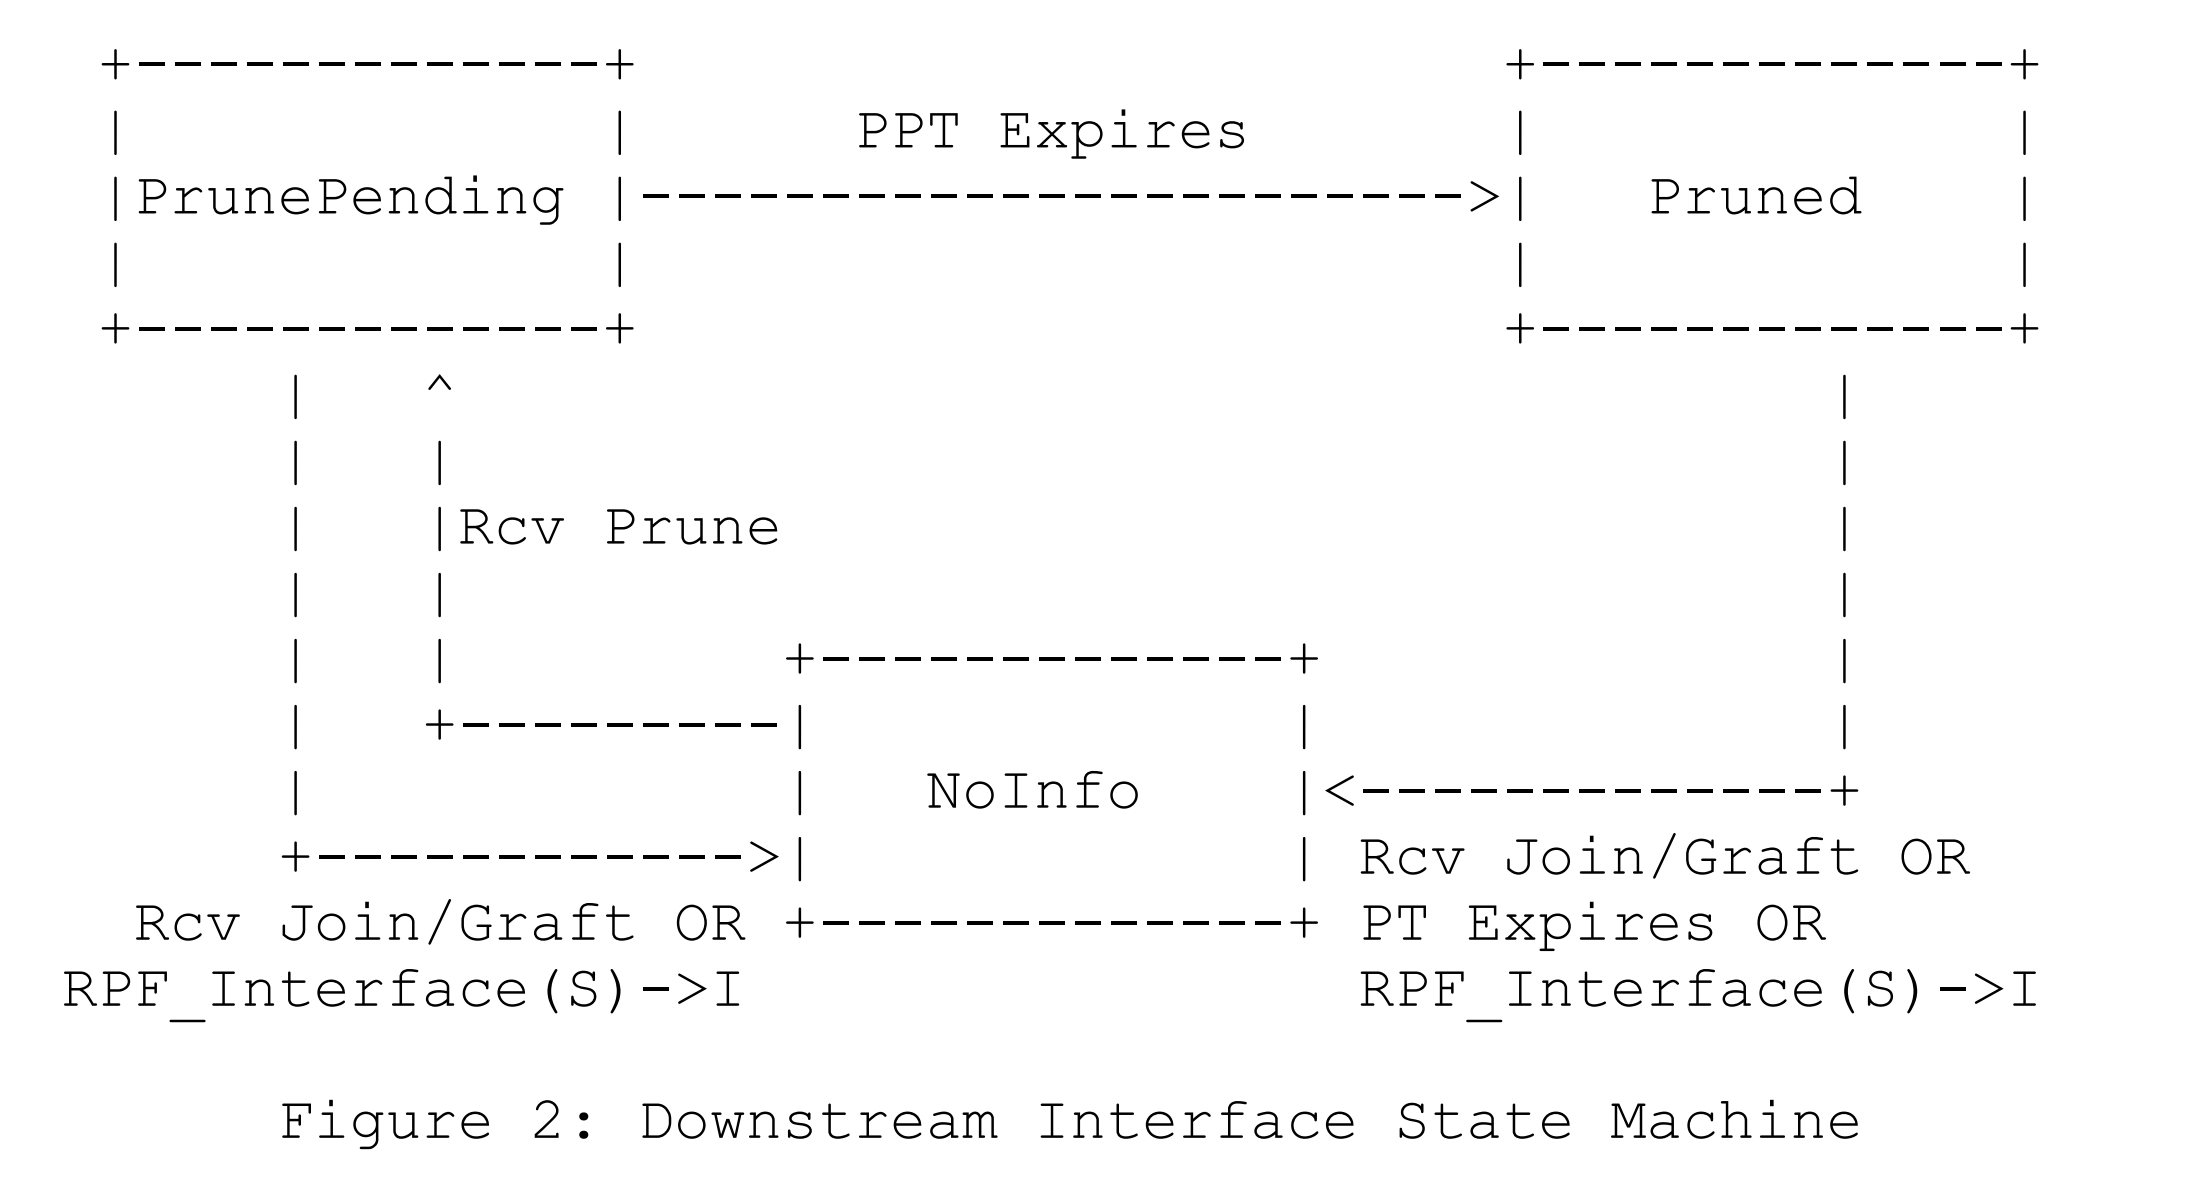 PPT Expires
PrunePending
Pruned
Rcv Prune
NoInfo
Rcv Join/Graft OR
RPF_Interface(S)->I
Rcv Join/Graft OR
PT Expires OR
RPF_Interface(S)->I
Figure 2: Downstream Interface State Machine